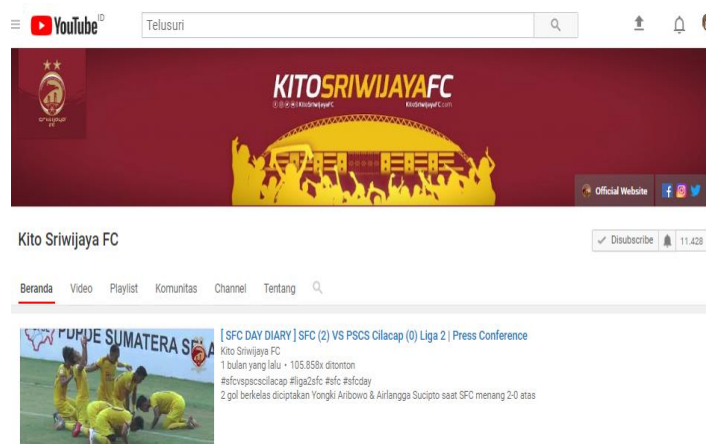 YouTube ID
Telusuri
KITOSRIWIJAYAFC
KitoSriwijayaFC
KitoSriwijayaFC.com
SRIWIJAYA
FC
Official Website
Kito Sriwijaya FC
Disubscribe 11.428
Beranda Video Playlist Komunitas Channel Tentang
PDPDE SUMATERA SELA
[ SFC DAY DIARY ] SFC (2) VS PSCS Cilacap (0) Liga 2 | Press Conference
Kito Sriwijaya FC
1 bulan yang lalu • 105.858x ditonton
#sfcvspscscilacap #liga2sfc #sfc #sfcday
2 gol berkelas diciptakan Yongki Aribowo & Airlangga Sucipto saat SFC menang 2-0 atas